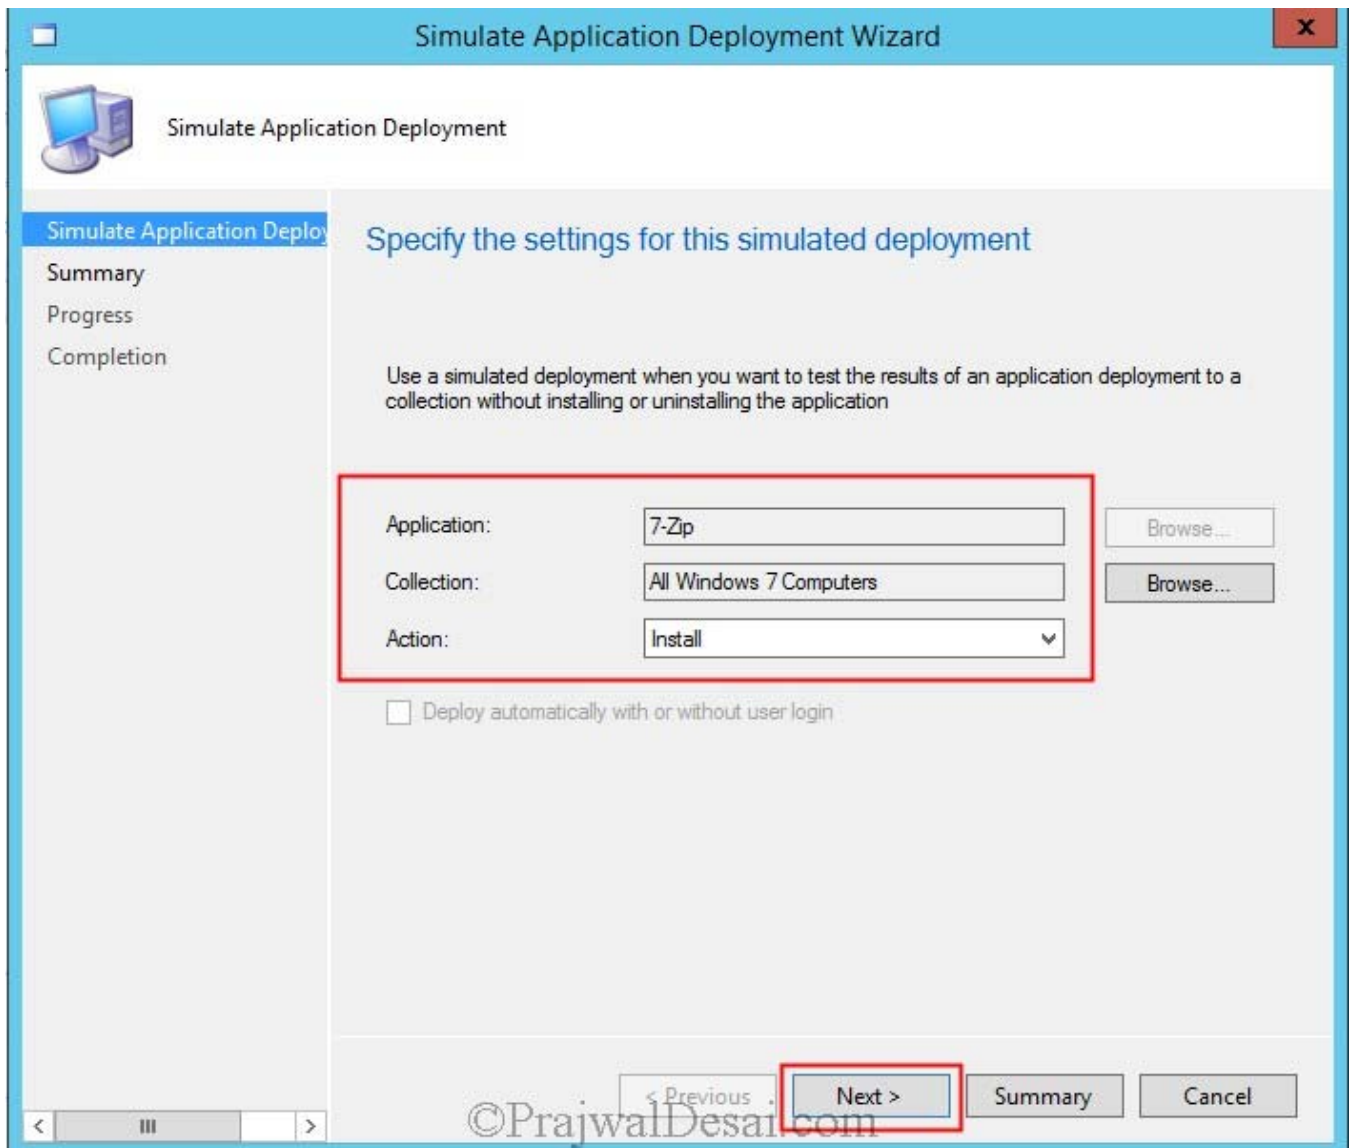 Simulate Application Deployment Wizard
x
Simulate Application Deployment
Simulate Application Deploy
Summary
Progress
Completion
Specify the settings for this simulated deployment
Use a simulated deployment when you want to test the results of an application deployment to a
collection without installing or uninstalling the application
Application: 7-Zip Browse...
Collection: All Windows 7 Computers Browse...
Action: Install
Deploy automatically with or without user login
< Previous Next > Summary Cancel
©PrajwalDesai.com